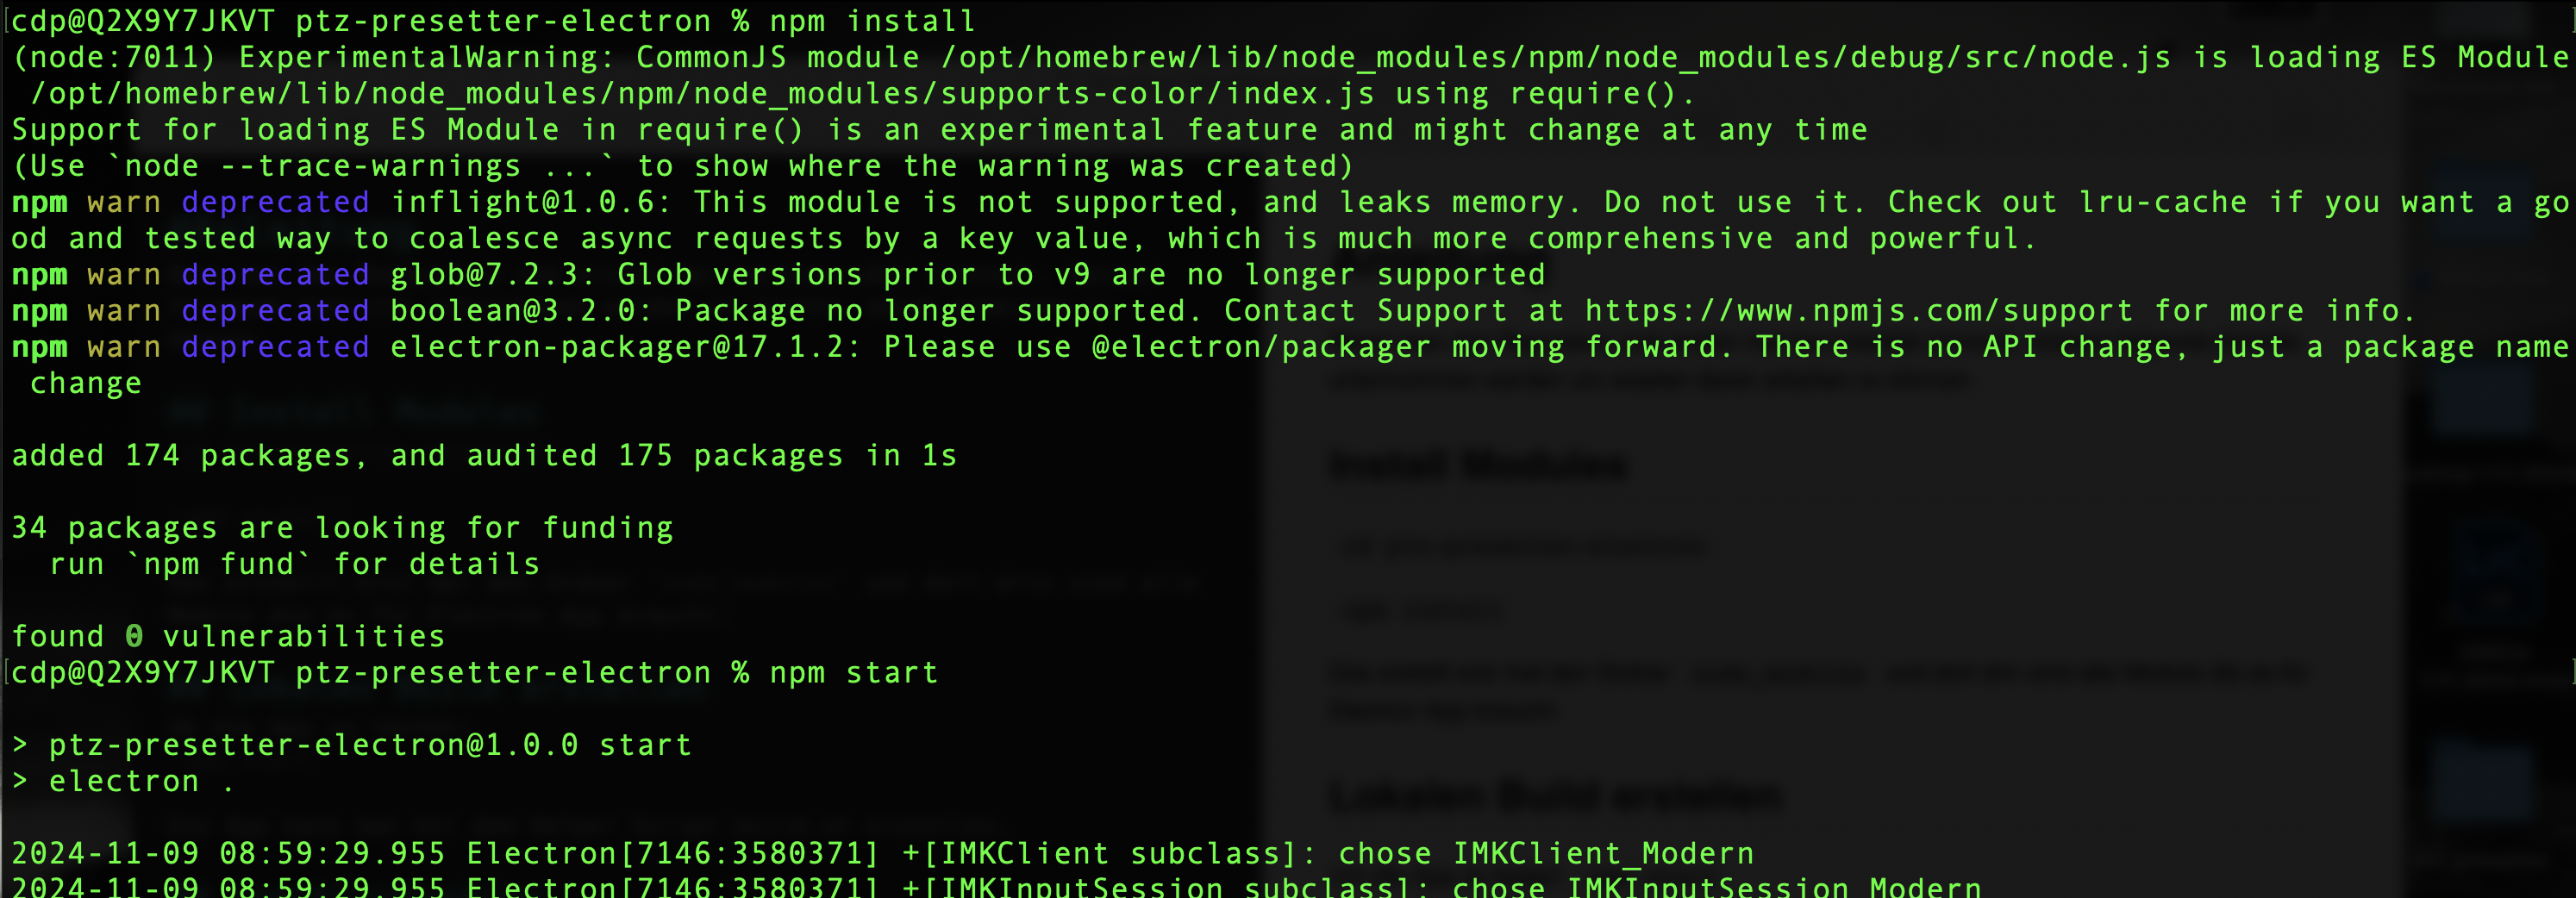 [cdp@Q2X9Y7JKVT ptz-presetter-electron % npm install ]
(node:7011) ExperimentalWarning: CommonJS module /opt/homebrew/lib/node_modules/npm/node_modules/debug/src/node.js is loading ES Module
 /opt/homebrew/lib/node_modules/npm/node_modules/supports-color/index.js using require().
Support for loading ES Module in require() is an experimental feature and might change at any time
(Use `node --trace-warnings ...` to show where the warning was created)
npm warn deprecated inflight@1.0.6: This module is not supported, and leaks memory. Do not use it. Check out lru-cache if you want a go
od and tested way to coalesce async requests by a key value, which is much more comprehensive and powerful.
npm warn deprecated glob@7.2.3: Glob versions prior to v9 are no longer supported
npm warn deprecated boolean@3.2.0: Package no longer supported. Contact Support at https://www.npmjs.com/support for more info.
npm warn deprecated electron-packager@17.1.2: Please use @electron/packager moving forward. There is no API change, just a package name
 change
## Install Modules
added 174 packages, and audited 175 packages in 1s
Install Modules
34 packages are looking for funding
  run `npm fund` for details
found 0 vulnerabilities
[cdp@Q2X9Y7JKVT ptz-presetter-electron % npm start ]
> ptz-presetter-electron@1.0.0 start
> electron .
Lokalen Build erstellen
2024-11-09 08:59:29.955 Electron[7146:3580371] +[IMKClient subclass]: chose IMKClient_Modern
2024-11-09 08:59:29.955 Electron[7146:3580371] +[IMKInputSession subclass]: chose IMKInputSession_Modern